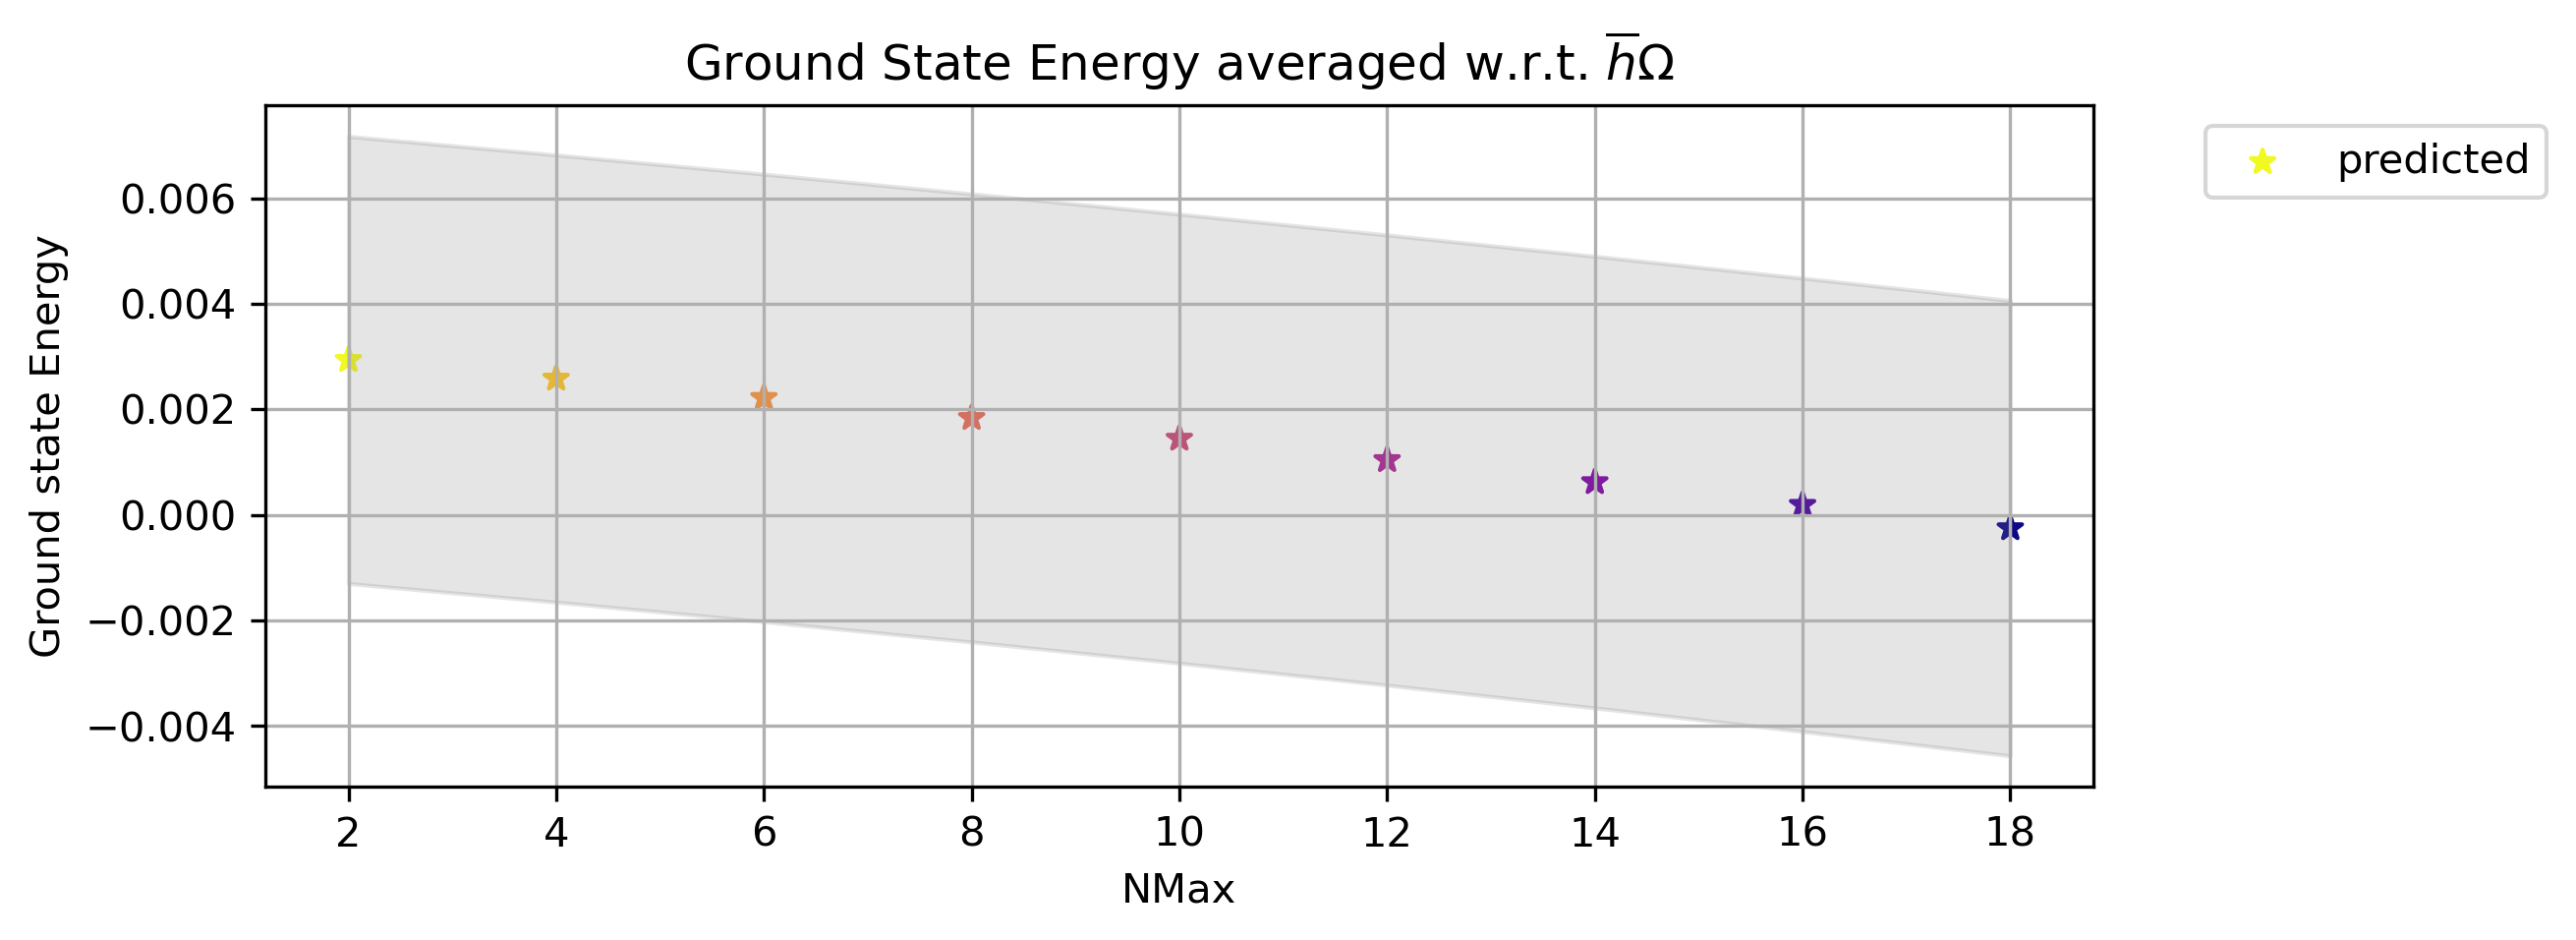 Ground State Energy averaged w.r.t. h̅Ω
predicted
Ground state Energy
0.006
0.004
0.002
0.000
−0.002
−0.004
2 4 6 8 10 12 14 16 18
NMax